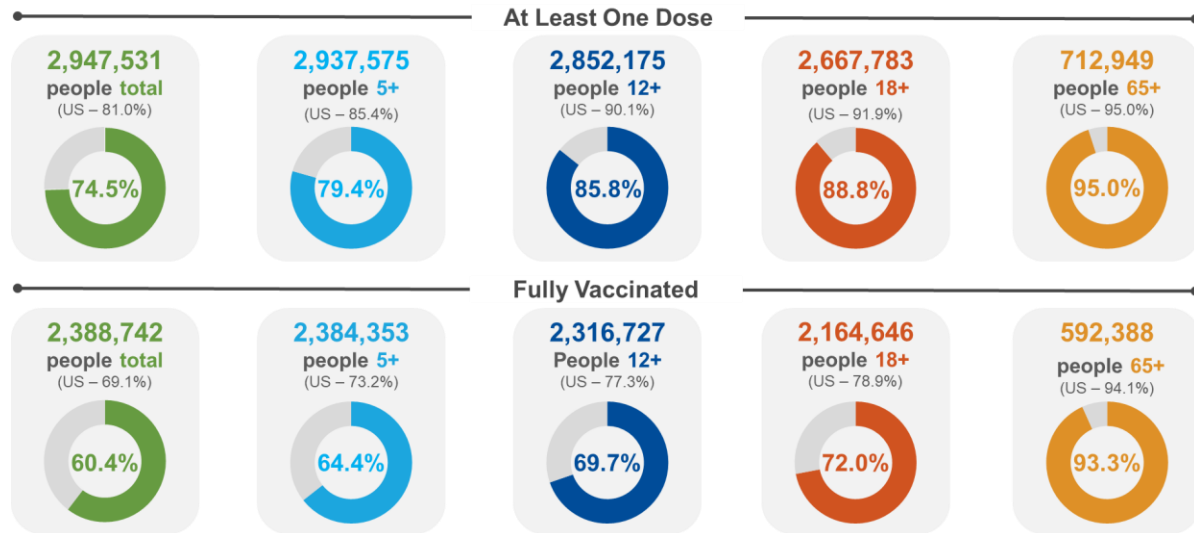 At Least One Dose
2,947,531
people total
(US – 81.0%)
74.5%
2,937,575
people 5+
(US – 85.4%)
79.4%
2,852,175
people 12+
(US – 90.1%)
85.8%
2,667,783
people 18+
(US – 91.9%)
88.8%
712,949
people 65+
(US – 95.0%)
95.0%
Fully Vaccinated
2,388,742
people total
(US – 69.1%)
60.4%
2,384,353
people 5+
(US – 73.2%)
64.4%
2,316,727
People 12+
(US – 77.3%)
69.7%
2,164,646
people 18+
(US – 78.9%)
72.0%
592,388
people 65+
(US – 94.1%)
93.3%